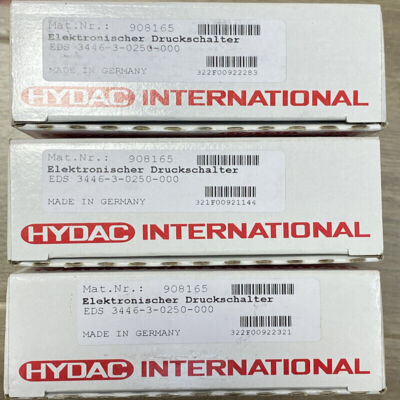 Mat.Nr.: 908165
Elektronischer Druckschalter
EDS 3446-3-0250-000
MADE IN GERMANY 322F00922283
HYDAC INTERNATIONAL
Mat.Nr.: 908165
Elektronischer Druckschalter
EDS 3446-3-0250-000
MADE IN GERMANY 321F00921144
HYDAC INTERNATIONAL
Mat.Nr.: 908165
Elektronischer Druckschalter
EDS 3446-3-0250-000
MADE IN GERMANY 322F00922321
HYDAC INTERNATIONAL